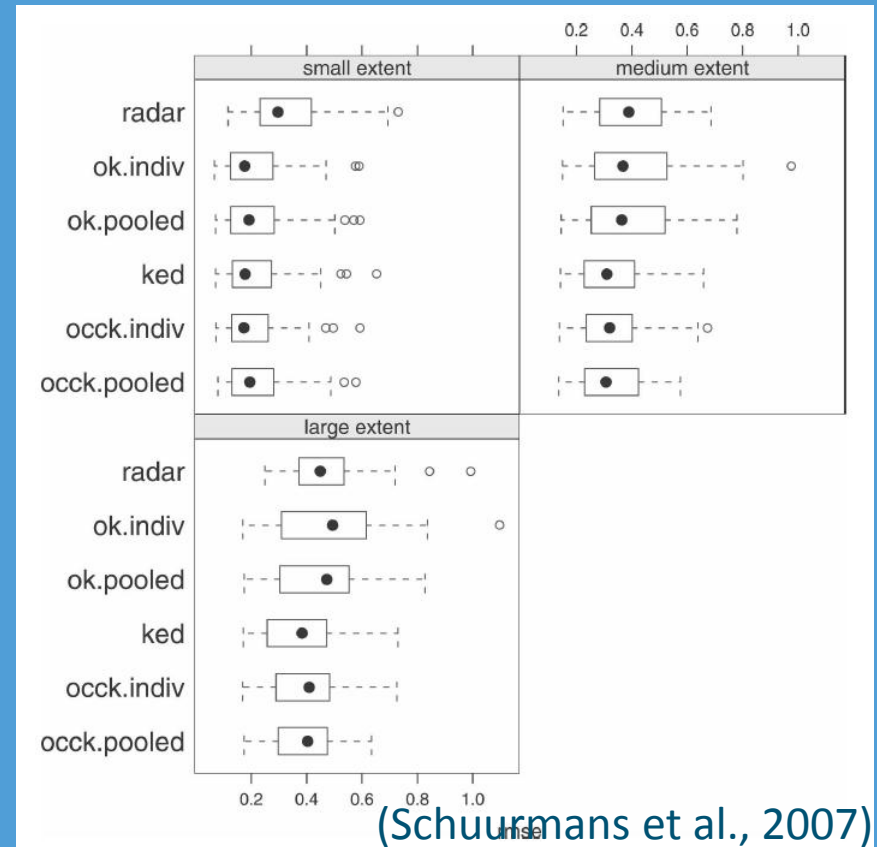 0.2 0.4 0.6 0.8 1.0
small extent medium extent
radar
ok.indiv
ok.pooled
ked
occk.indiv
occk.pooled
large extent
radar
ok.indiv
ok.pooled
ked
occk.indiv
occk.pooled
0.2 0.4 0.6 0.8 1.0
rmse
(Schuurmans et al., 2007)